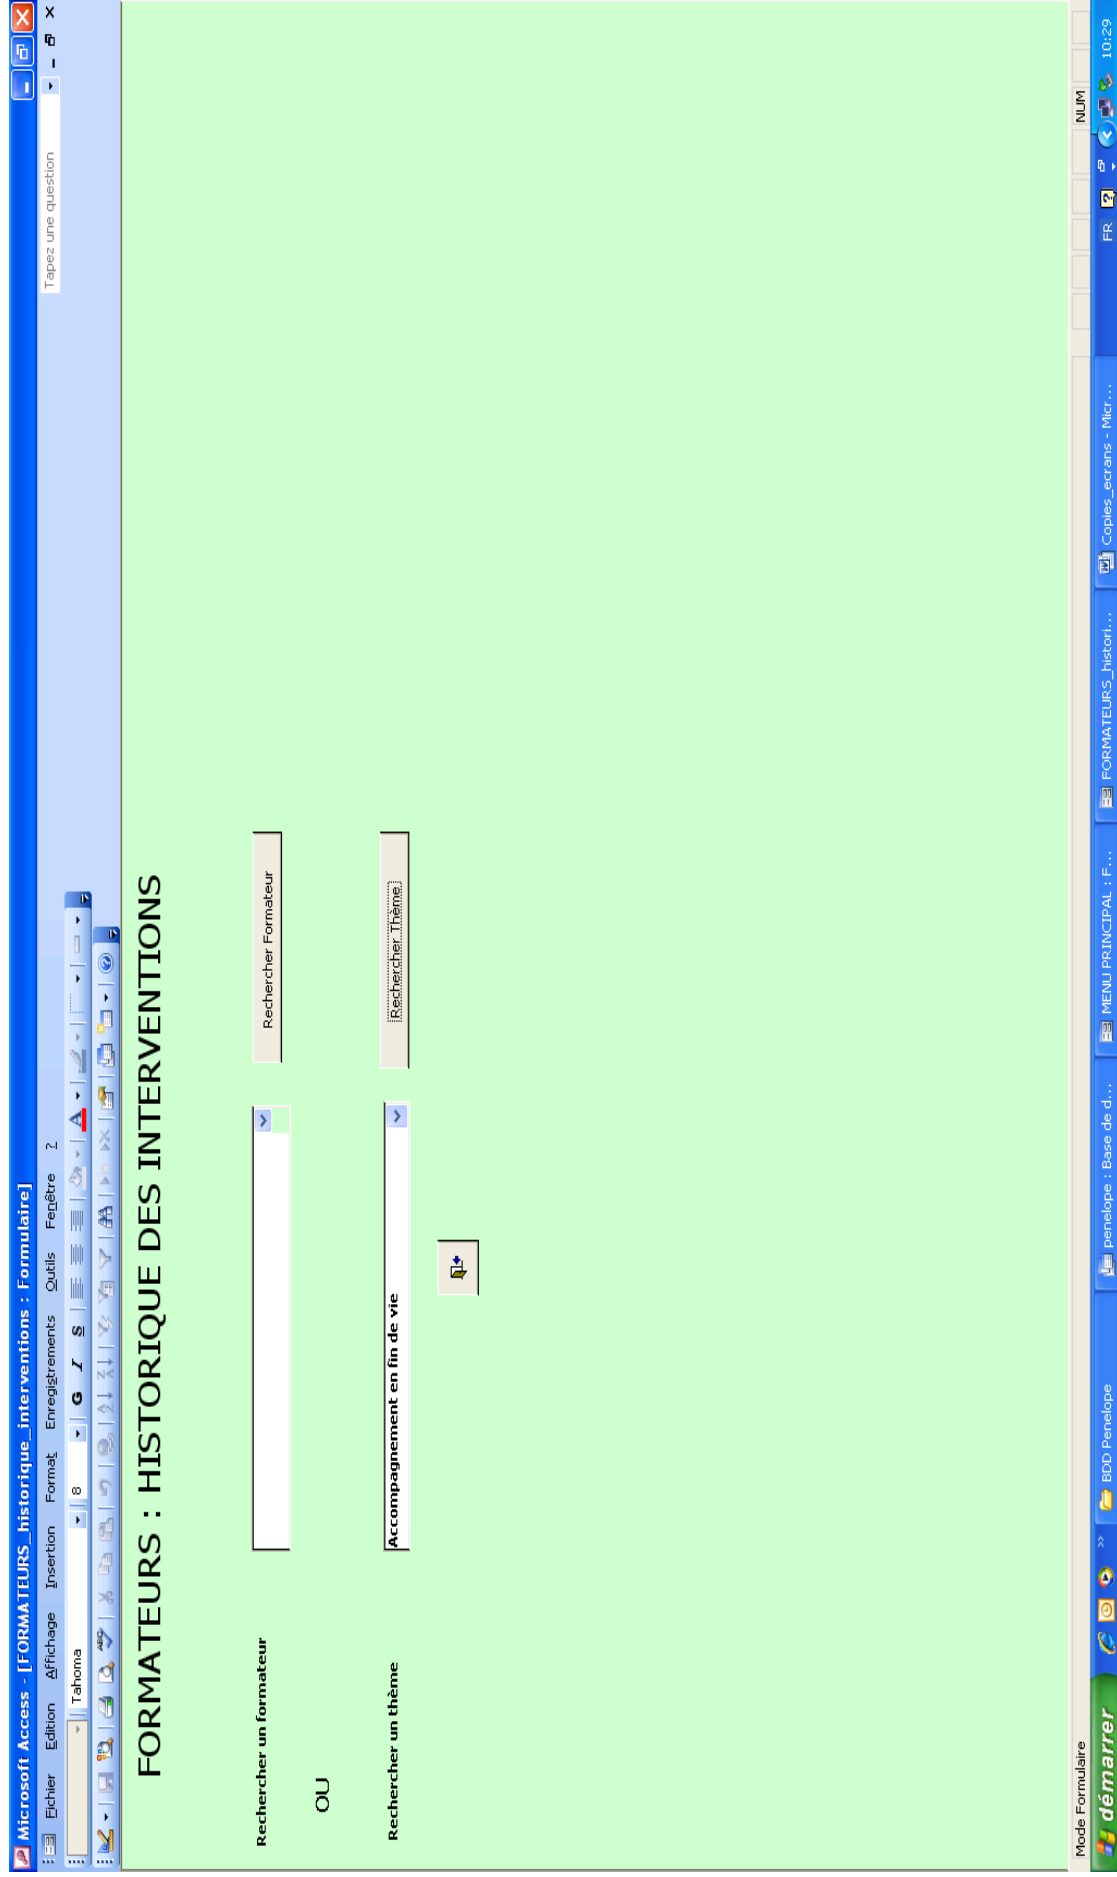 Microsoft Access - [FORMATEURS_historique_interventions : Formulaire]
Fichier Edition Affichage Insertion Format Enregistrements Outils Fenêtre ? Tapez une question
Tahoma 8 G I S A
FORMATEURS : HISTORIQUE DES INTERVENTIONS
Rechercher un formateur Rechercher Formateur
OU
Rechercher un thème Accompagnement en fin de vie Rechercher Thème
Mode Formulaire NUM
démarrer BDD Penelope penelope : Base de d... MENU PRINCIPAL : F... FORMATEURS_histori... Copies_ecrans - Micr... FR 10:29